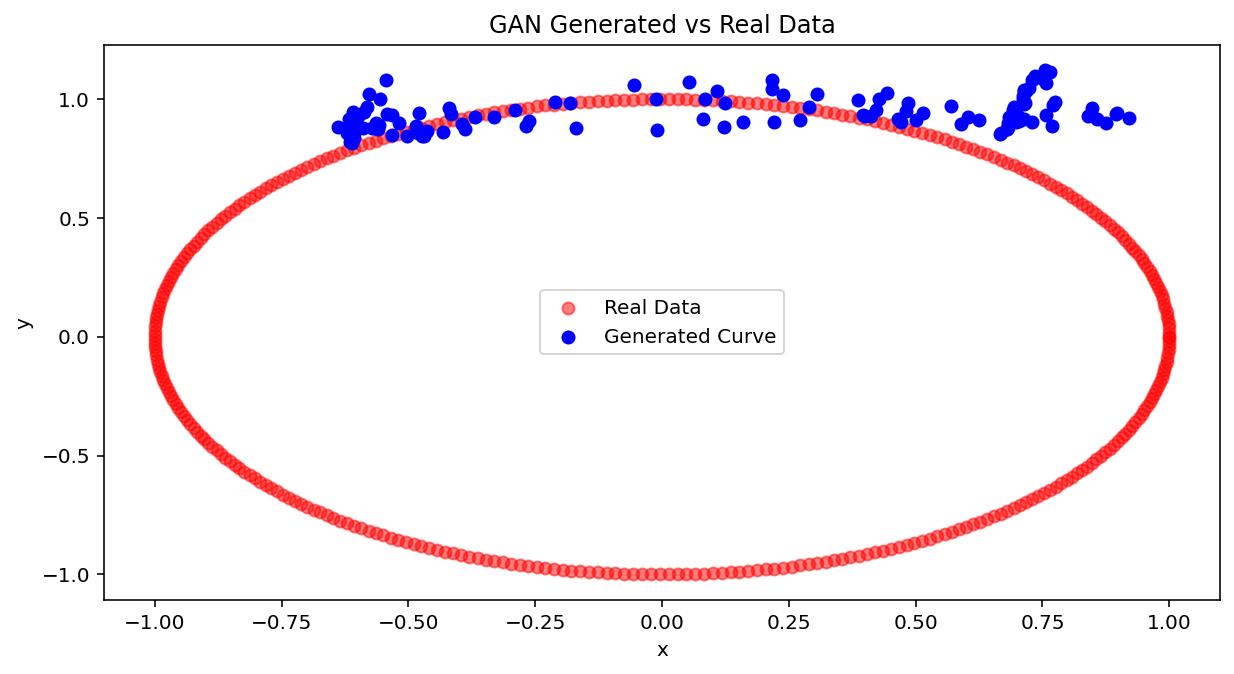 GAN Generated vs Real Data
1.0
0.5
0.0
−0.5
−1.0
y
Real Data
Generated Curve
−1.00 −0.75 −0.50 −0.25 0.00 0.25 0.50 0.75 1.00
x